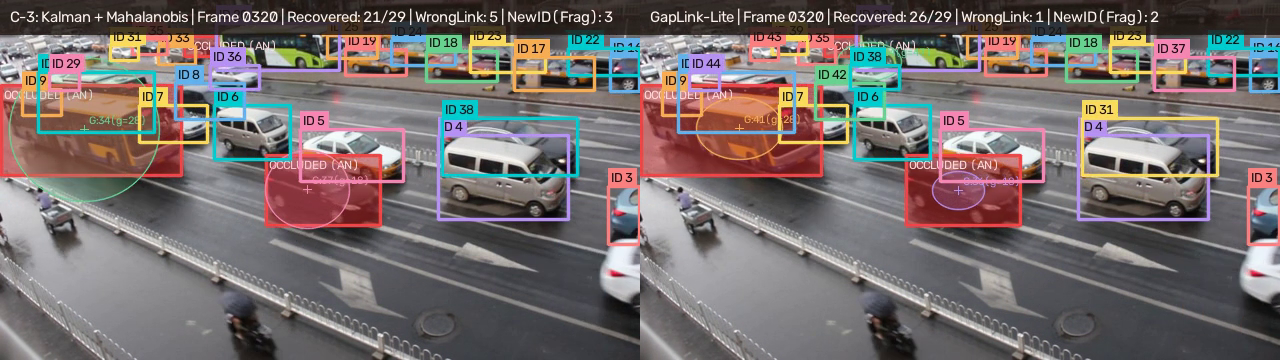 C-3: Kalman + Mahalanobis | Frame 0320 | Recovered: 21/29 | WrongLink: 5 | NewID(Frag): 3
GapLink-Lite | Frame 0320 | Recovered: 26/29 | WrongLink: 1 | NewID(Frag): 2
ID 31
33
ID 19
ID 18
ID 23
ID 17
ID 22
ID 29
ID 36
ID 8
ID 9
OCCLUDED (AN)
G:34(g=28)
ID 7
ID 6
ID 5
OCCLUDED (AN)
ID 38
D 4
ID 3
ID 43
35
ID 19
ID 18
ID 23
ID 37
ID 22
ID 44
ID 42
ID 38
ID 9
OCCLUDED (AN)
ID 7
ID 6
ID 5
OCCLUDED (AN)
ID 31
D 4
ID 3